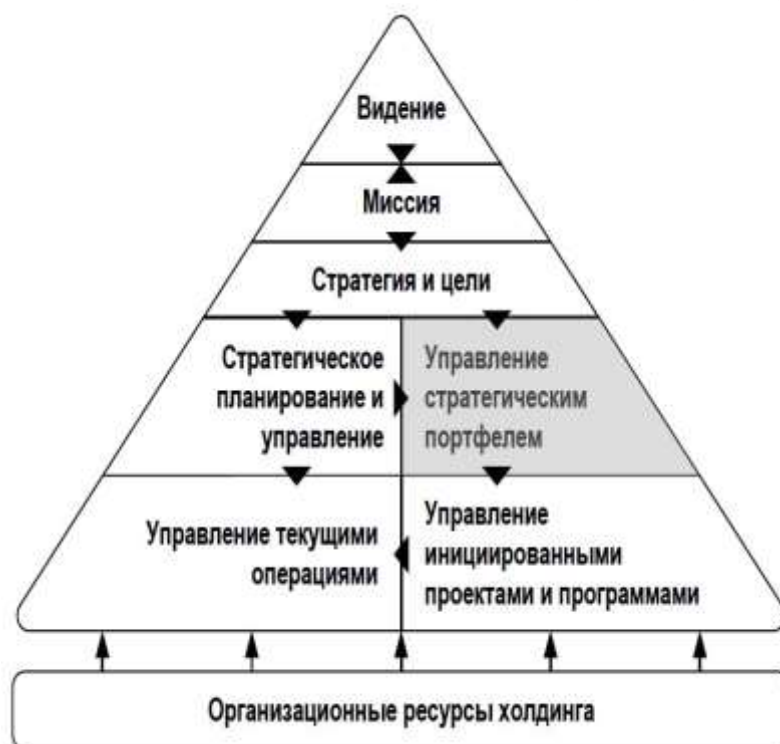 Видение
Миссия
Стратегия и цели
Стратегическое
планирование и
управление
Управление
стратегическим
портфелем
Управление текущими
операциями
Управление
инициированными
проектами и программами
Организационные ресурсы холдинга